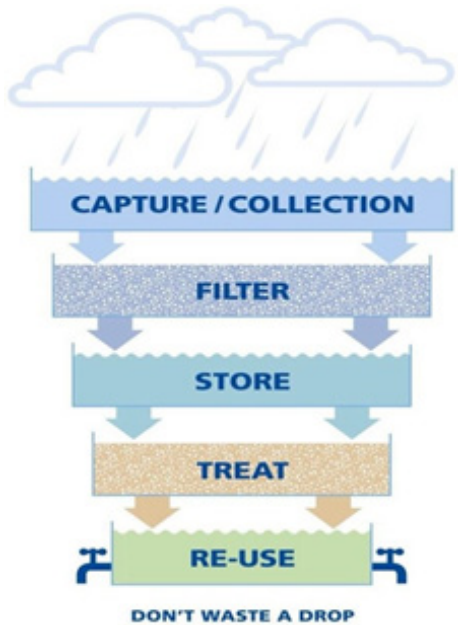 CAPTURE / COLLECTION
FILTER
STORE
TREAT
RE-USE
DON'T WASTE A DROP